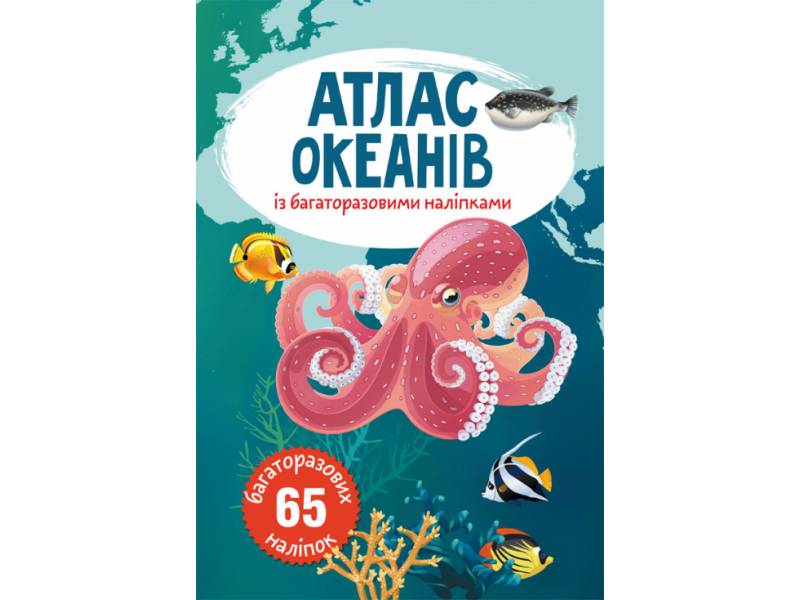 АТЛАС
ОКЕАНІВ
із багаторазовими наліпками
багаторазових
65
наліпок